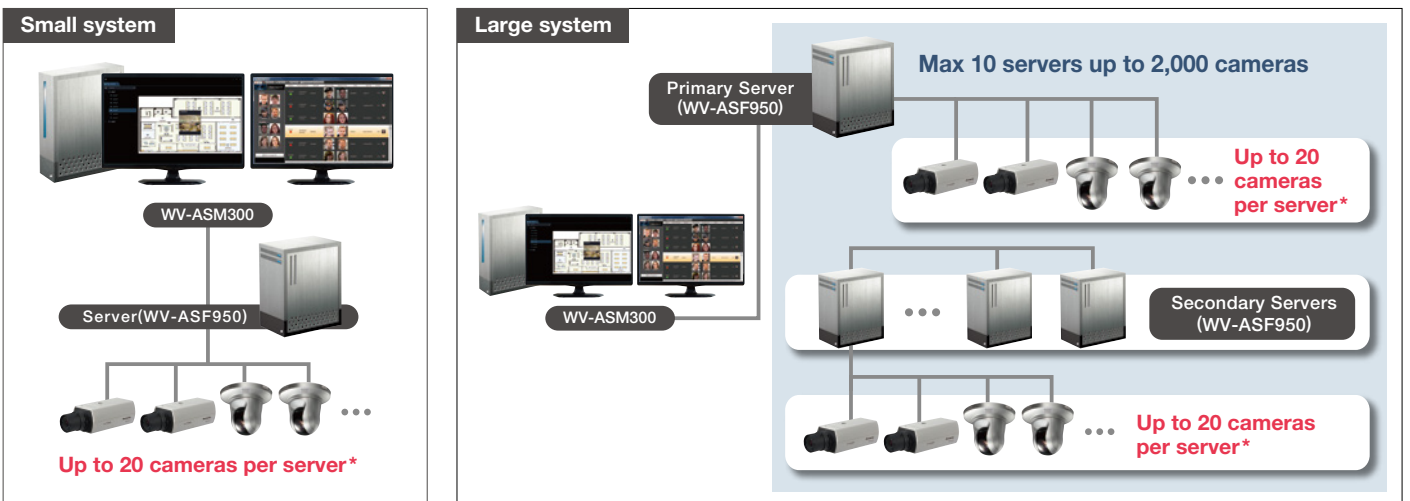 Small system
WV-ASM300
Server(WV-ASF950)
Up to 20 cameras per server*
Large system
Max 10 servers up to 2,000 cameras
Primary Server
(WV-ASF950)
Up to 20
cameras
per server*
WV-ASM300
Secondary Servers
(WV-ASF950)
Up to 20 cameras
per server*